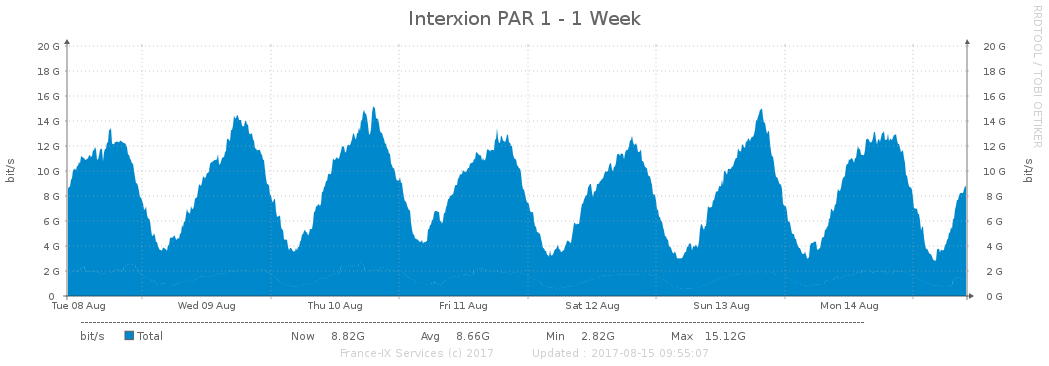 Interxion PAR 1 - 1 Week
RRDTOOL / TOBI OETIKER
bit/s
20 G
18 G
16 G
14 G
12 G
10 G
8 G
6 G
4 G
2 G
0
20 G
18 G
16 G
14 G
12 G
10 G
8 G
6 G
4 G
2 G
0 G
bit/s
Tue 08 Aug Wed 09 Aug Thu 10 Aug Fri 11 Aug Sat 12 Aug Sun 13 Aug Mon 14 Aug
bit/s Total Now 8.82G Avg 8.66G Min 2.82G Max 15.12G
France-IX Services (c) 2017 Updated : 2017-08-15 09:55:07